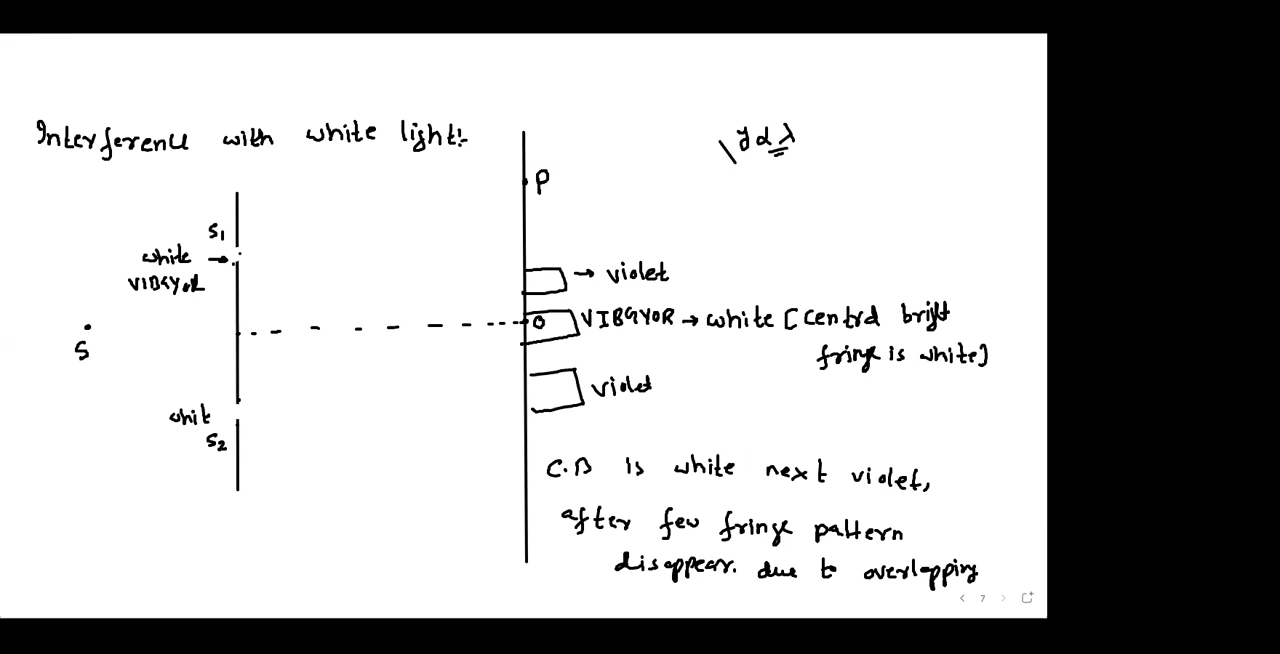 Interference with white light:-
y α λ
P
S1
white →
VIBGYOR
→ violet
O VIBGYOR → white [central bright
fringe is white]
S
violet
whit
S2
C.B is white next violet,
after few fringe pattern
disappear. due to overlapping
< 7 >